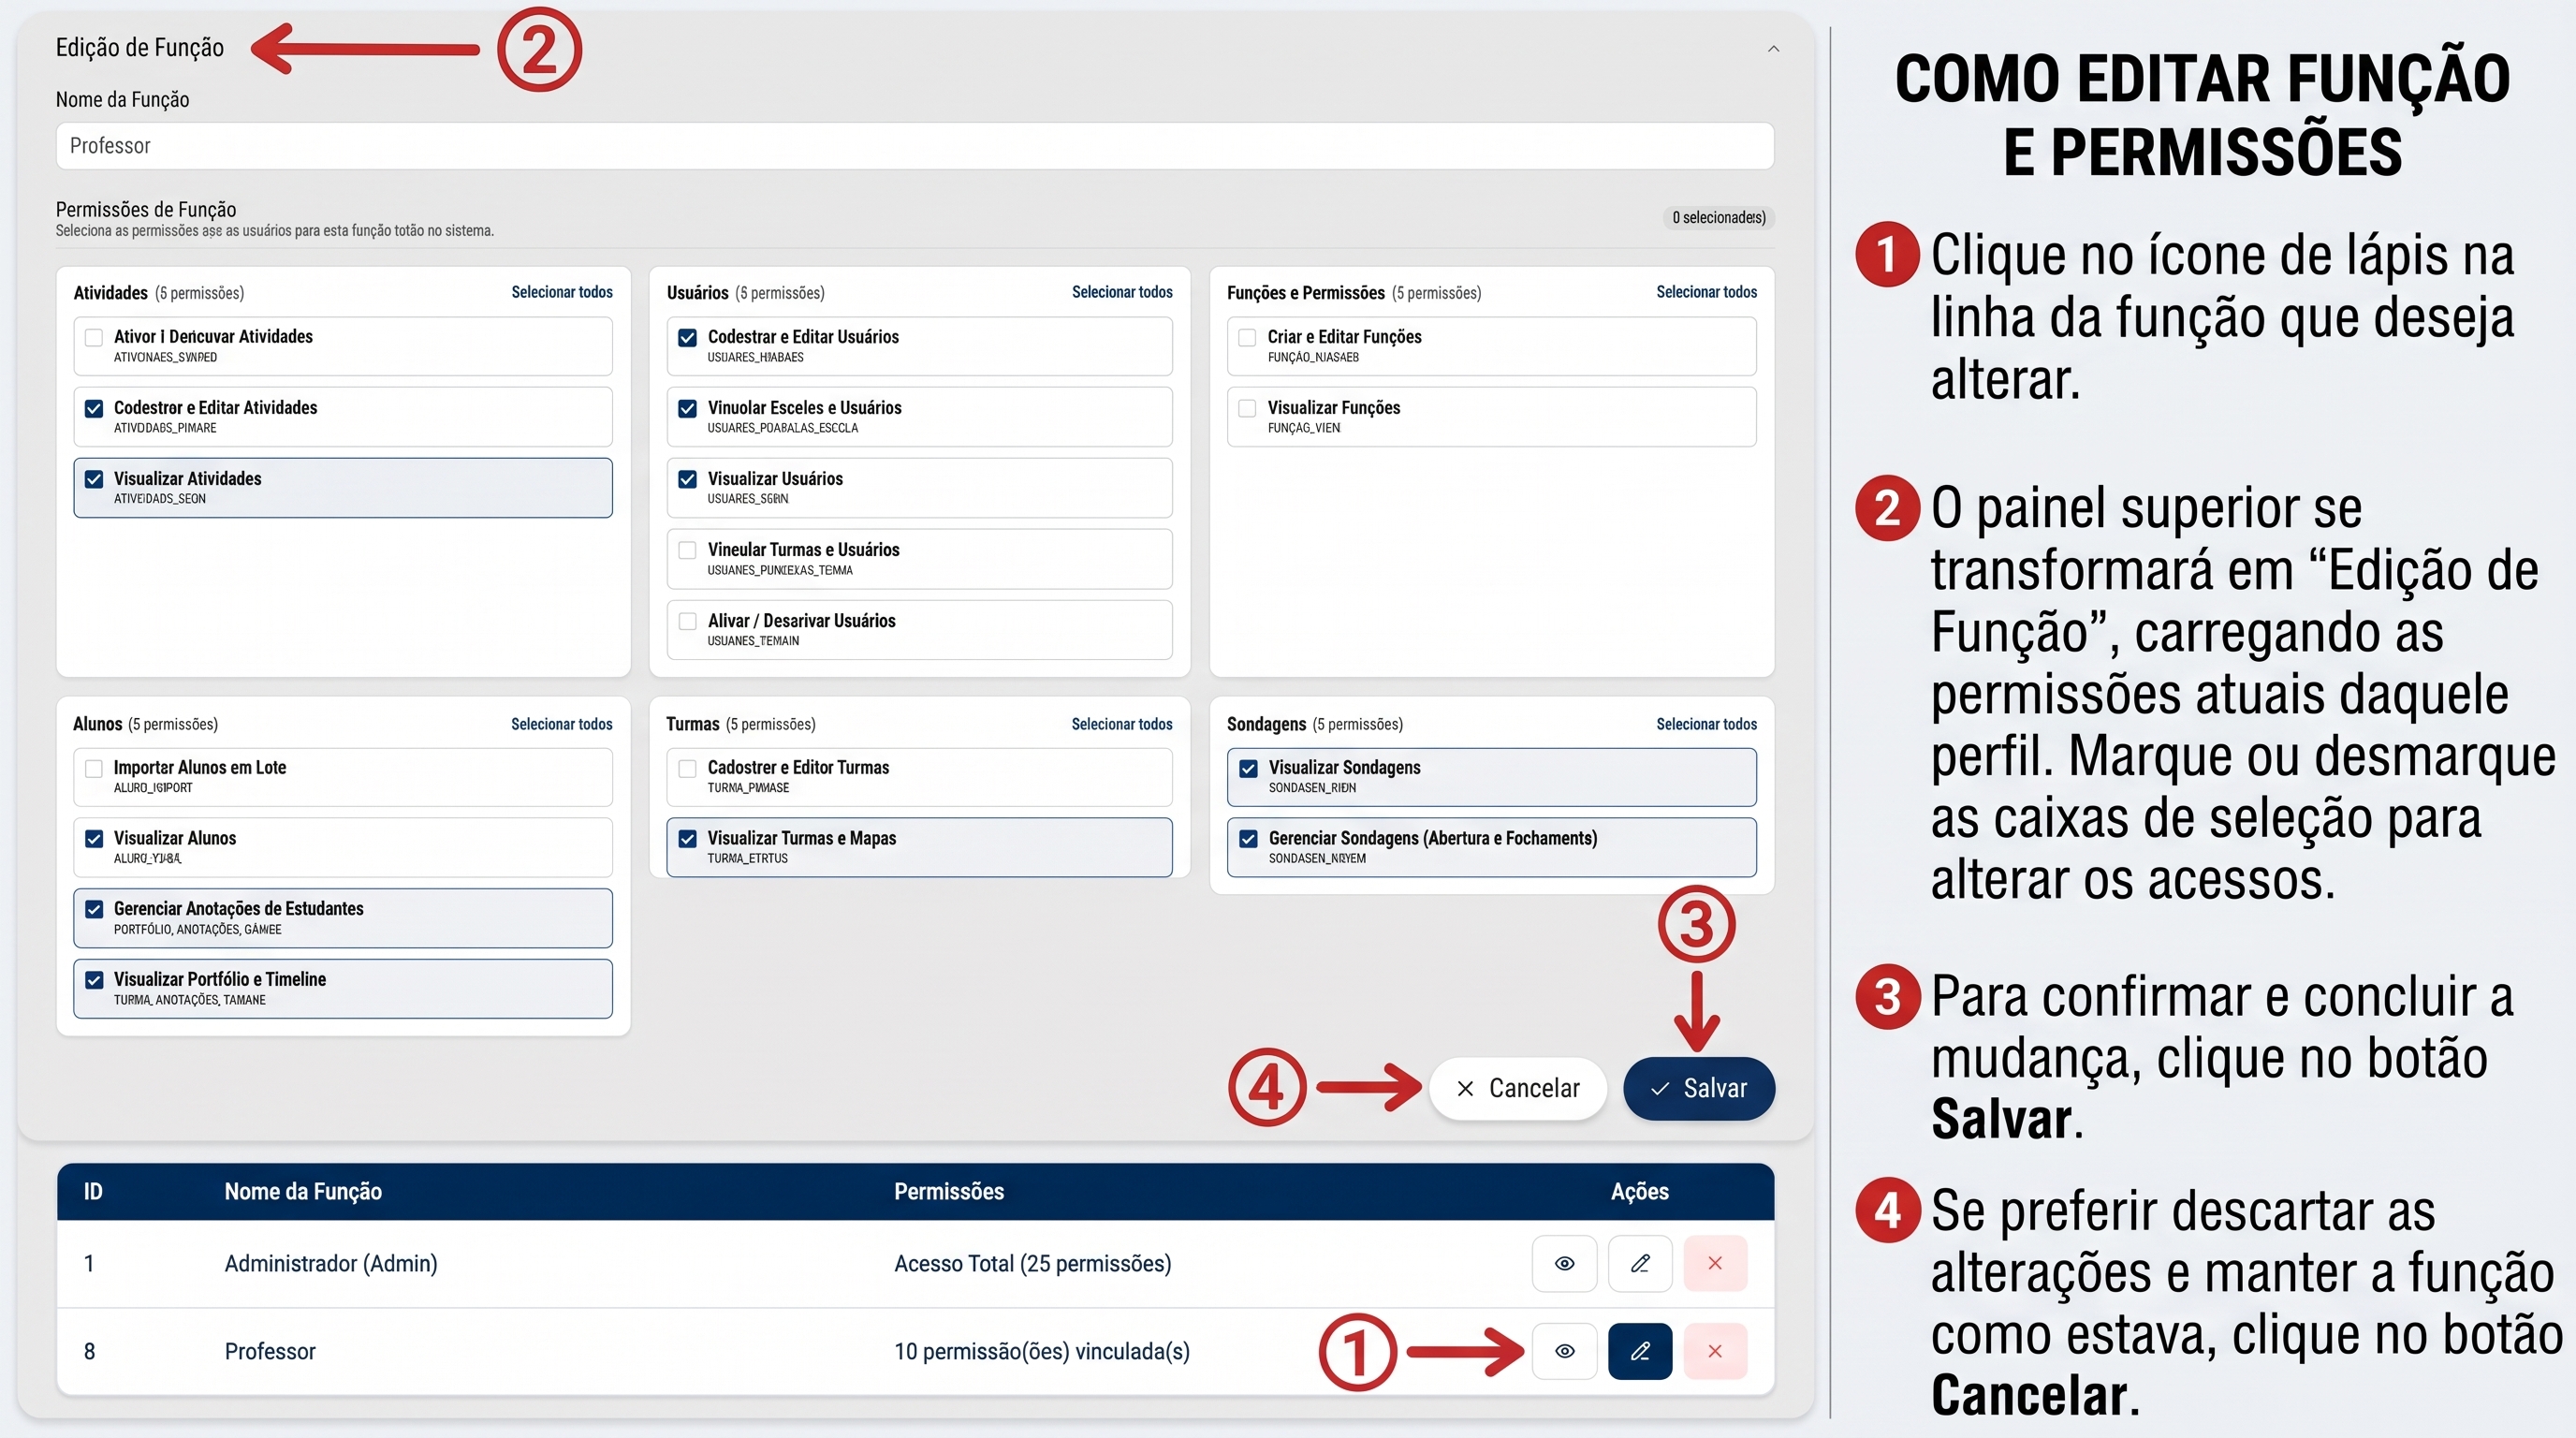 Edição de Função
2
Nome da Função
Professor
Permissões de Função
0 selecionade(s)
Seleciona as permissões ase as usuários para esta função totão no sistema.
Atividades (5 permissões) Selecionar todos
Ativor i Dencuvar Atividades
Codestrer e Editar Atividades
ATIVDDABS_PIMARE
Visualizar Atividades
ATIVEIDADS_SEON
Usuários (5 permissões) Selecionar todos
Codestrar e Editar Usuários
Vinuolar Esceles e Usuários
Visualizar Usuários
Vineular Turmas e Usuários
Alivar / Desarivar Usuários
USUANES_TEMAIN
Funções e Permissões (5 permissões) Selecionar todos
Criar e Editar Funções
FUNÇÃO_NIASAEB
Visualizar Funções
FUNÇAG_VIEN
Alunos (5 permissões) Selecionar todos
Importar Alunos em Lote
Visualizar Alunos
Gerenciar Anotações de Estudantes
PORTFÓLIO, ANOTAÇÕES,
Visualizar Portfólio e Timeline
TURMA, ANOTAÇÕES, TAMANE
Turmas (5 permissões) Selecionar todos
Cadostrer e Editor Turmas
Visualizar Turmas e Mapas
TURMA_ETRTUS
Sondagens (5 permissões) Selecionar todos
Visualizar Sondagens
Gerenciar Sondagens (Abertura e Fochaments)
3
4
Cancelar
Salvar
ID Nome da Função Permissões Ações
1 Administrador (Admin) Acesso Total (25 permissões)
8 Professor 10 permissão(ões) vinculada(s)
1
COMO EDITAR FUNÇÃO
E PERMISSÕES
1 Clique no ícone de lápis na
linha da função que deseja
alterar.
2 O painel superior se
transformará em “Edição de
Função”, carregando as
permissões atuais daquele
perfil. Marque ou desmarque
as caixas de seleção para
alterar os acessos.
3 Para confirmar e concluir a
mudança, clique no botão
Salvar.
4 Se preferir descartar as
alterações e manter a função
como estava, clique no botão
Cancelar.